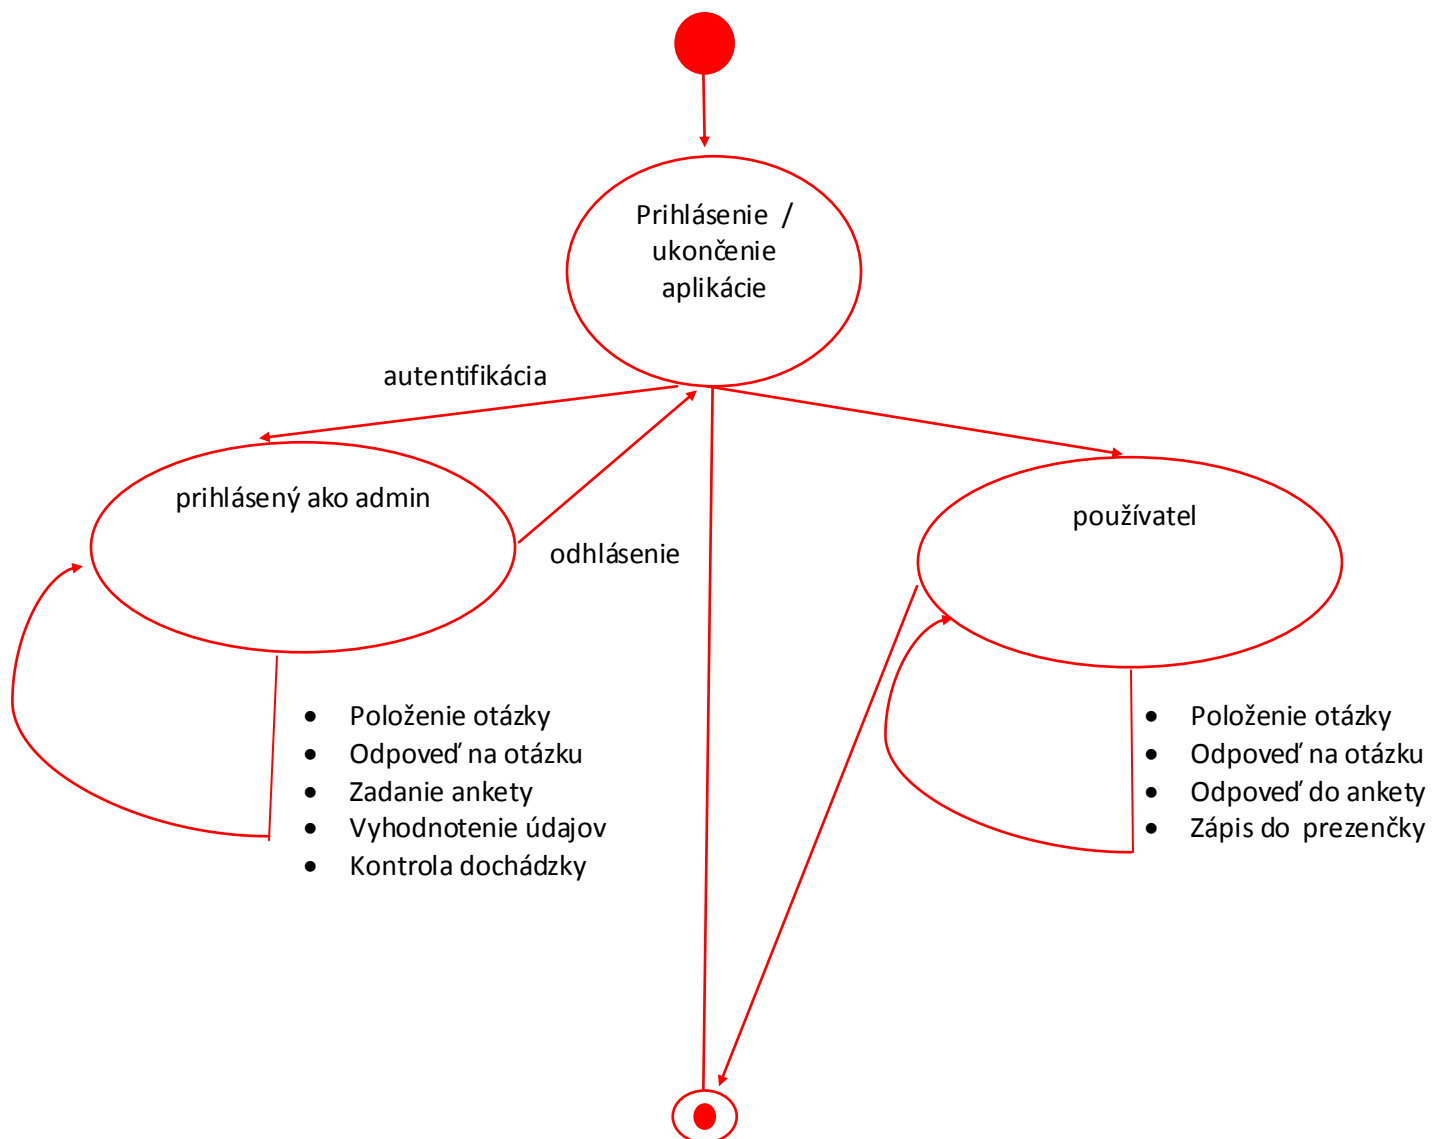 Prihlásenie /
ukončenie
aplikácie
autentifikácia
prihlásený ako admin
odhlásenie
používatel
• Položenie otázky
• Odpoveď na otázku
• Zadanie ankety
• Vyhodnotenie údajov
• Kontrola dochádzky
• Položenie otázky
• Odpoveď na otázku
• Odpoveď do ankety
• Zápis do prezenčky